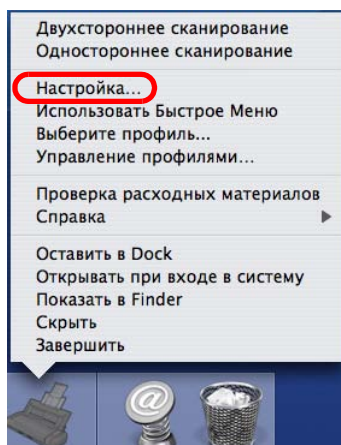 Двухстороннее сканирование
Одностороннее сканирование
Настройка...
Использовать Быстрое Меню
Выберите профиль...
Управление профилями...
Проверка расходных материалов
Справка
Оставить в Dock
Открывать при входе в систему
Показать в Finder
Скрыть
Завершить
@